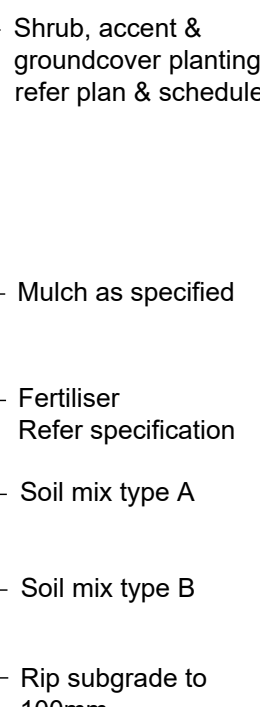 Shrub, accent &
groundcover planting
refer plan & schedule
Mulch as specified
Fertiliser
Refer specification
Soil mix type A
Soil mix type B
Rip subgrade to
100mm